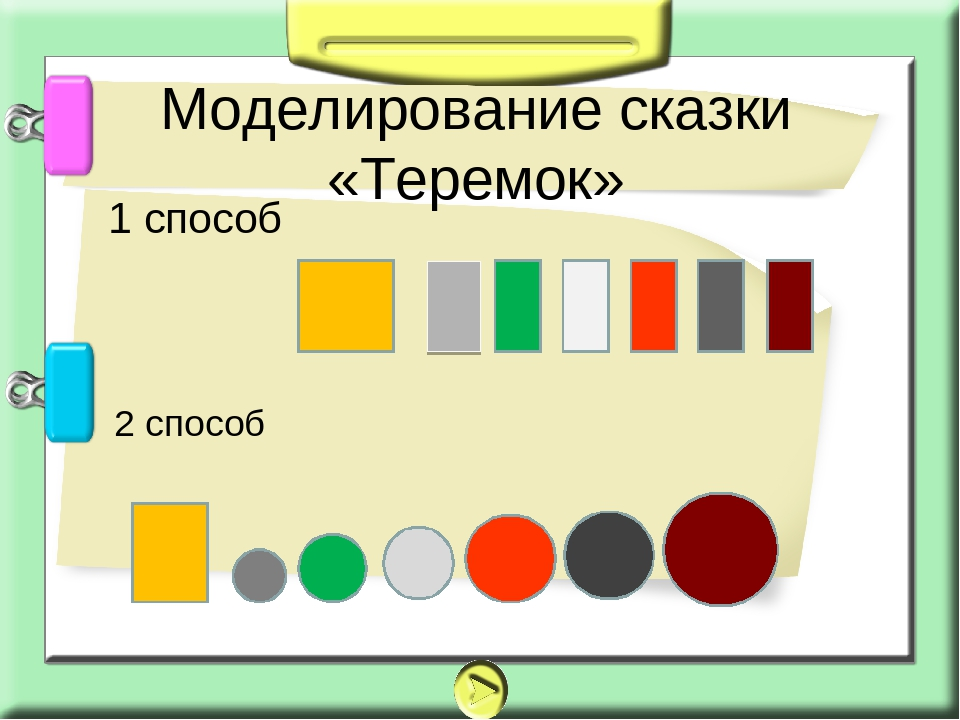 Моделирование сказки
«Теремок»
1 способ
2 способ